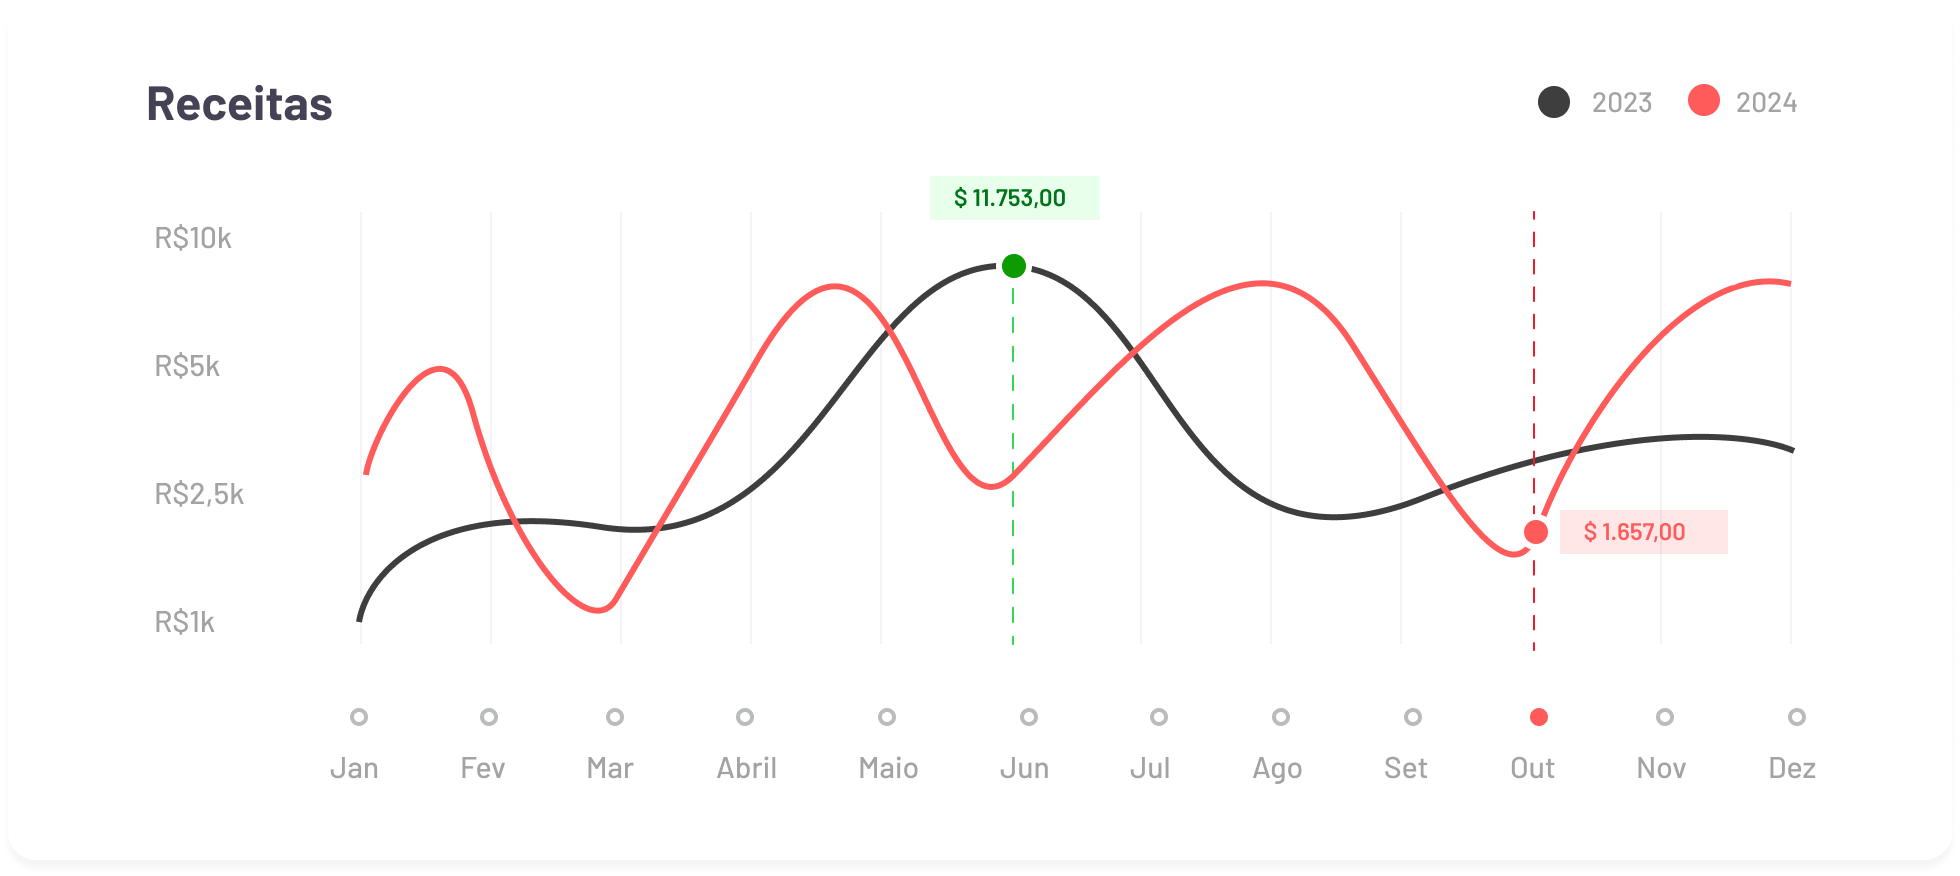 Receitas
2023
2024
$ 11.753,00
R$10k
R$5k
R$2,5k
$ 1.657,00
R$1k
Jan
Fev
Mar
Abril
Maio
Jun
Jul
Ago
Set
Out
Nov
Dez